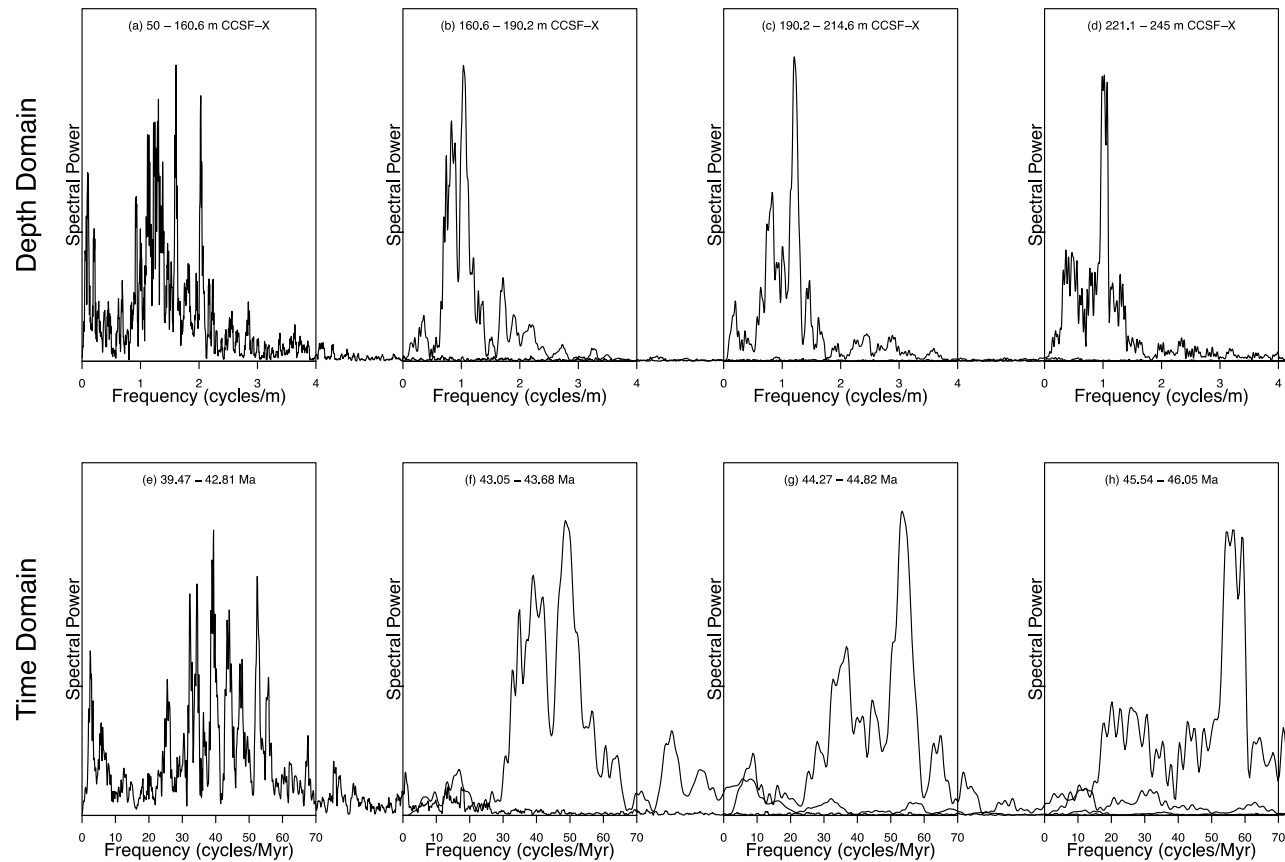 Depth Domain
(a) 50 – 160.6 m CCSF–X
Spectral Power
0 1 2 3 4
Frequency (cycles/m)
(b) 160.6 – 190.2 m CCSF–X
Spectral Power
0 1 2 3 4
Frequency (cycles/m)
(c) 190.2 – 214.6 m CCSF–X
Spectral Power
0 1 2 3 4
Frequency (cycles/m)
(d) 221.1 – 245 m CCSF–X
Spectral Power
0 1 2 3 4
Frequency (cycles/m)
Time Domain
(e) 39.47 – 42.81 Ma
Spectral Power
0 10 20 30 40 50 60 70
Frequency (cycles/Myr)
(f) 43.05 – 43.68 Ma
Spectral Power
0 10 20 30 40 50 60 70
Frequency (cycles/Myr)
(g) 44.27 – 44.82 Ma
Spectral Power
0 10 20 30 40 50 60 70
Frequency (cycles/Myr)
(h) 45.54 – 46.05 Ma
Spectral Power
0 10 20 30 40 50 60 70
Frequency (cycles/Myr)